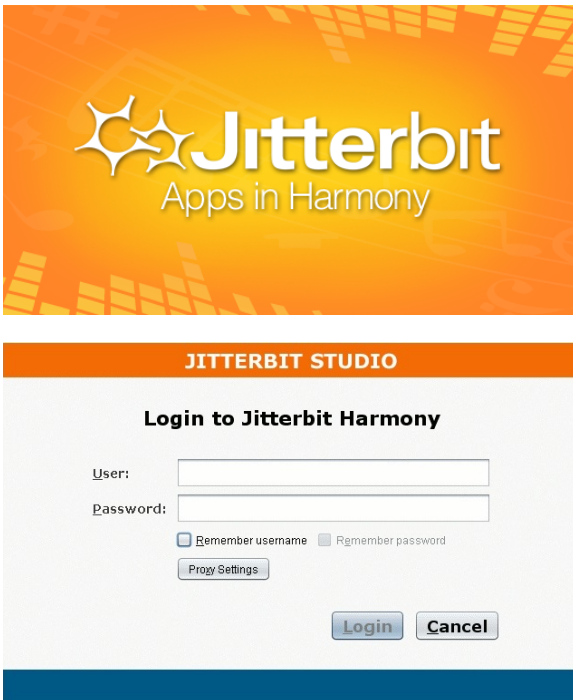 Jitterbit
Apps in Harmony
JITTERBIT STUDIO
Login to Jitterbit Harmony
User:
Password:
Remember username Remember password
Proxy Settings
Login Cancel